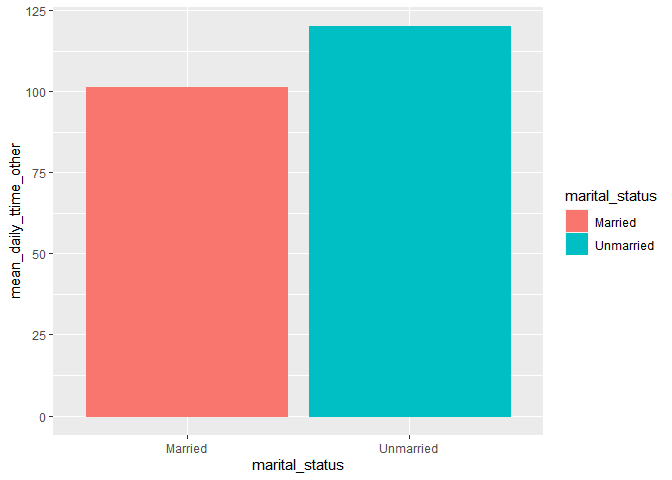 125
100
75
50
25
0
mean_daily_ttime_other
Married
Unmarried
marital_status
marital_status
Married
Unmarried